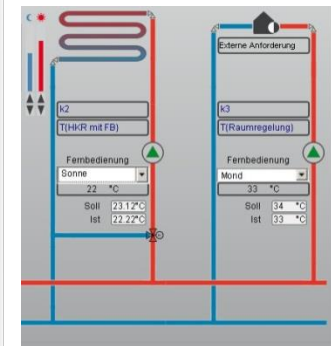 Externe Anforderung
k2
k3
T(HKR mit FB)
T(Raumregelung)
Fernbedienung
Fernbedienung
Sonne
Mond
22 °C
33 °C
Soll 23.12°C
Soll 34 °C
Ist 22.22°C
Ist 33 °C